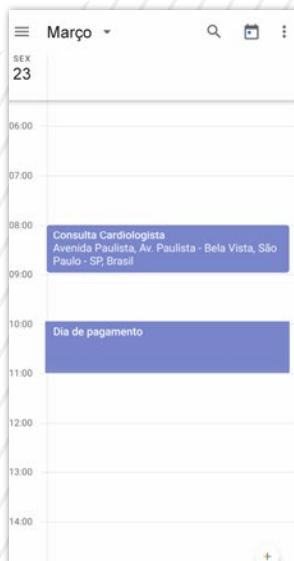 Março
SEX
23
06:00
07:00
08:00
Consulta Cardiologista
Avenida Paulista, Av. Paulista - Bela Vista, São
Paulo - SP, Brasil
09:00
10:00
Dia de pagamento
11:00
12:00
13:00
14:00